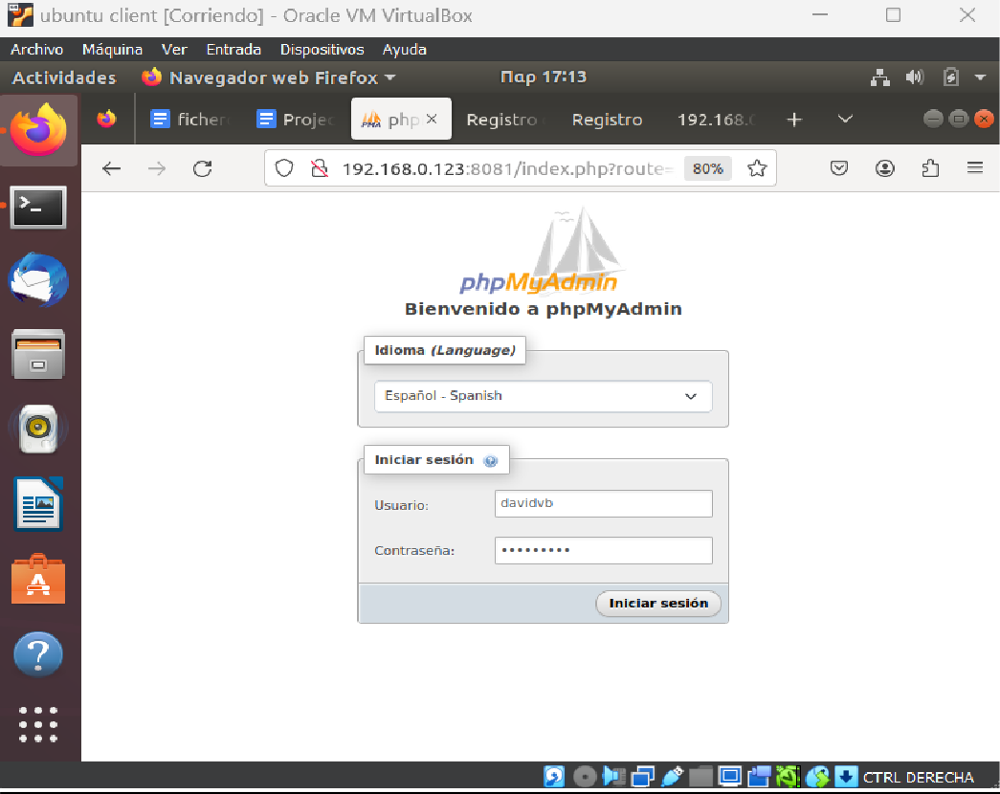 ubuntu client [Corriendo] - Oracle VM VirtualBox
Archivo Máquina Ver Entrada Dispositivos Ayuda
Actividades Navegador web Firefox Пар 17:13
ficher Projec php Registro Registro 192.168.0
192.168.0.123:8081/index.php?route= 80%
phpMyAdmin
Bienvenido a phpMyAdmin
Idioma (Language)
Español - Spanish
Iniciar sesión
Usuario: davidvb
Contraseña: •••••••••
Iniciar sesión
CTRL DERECHA